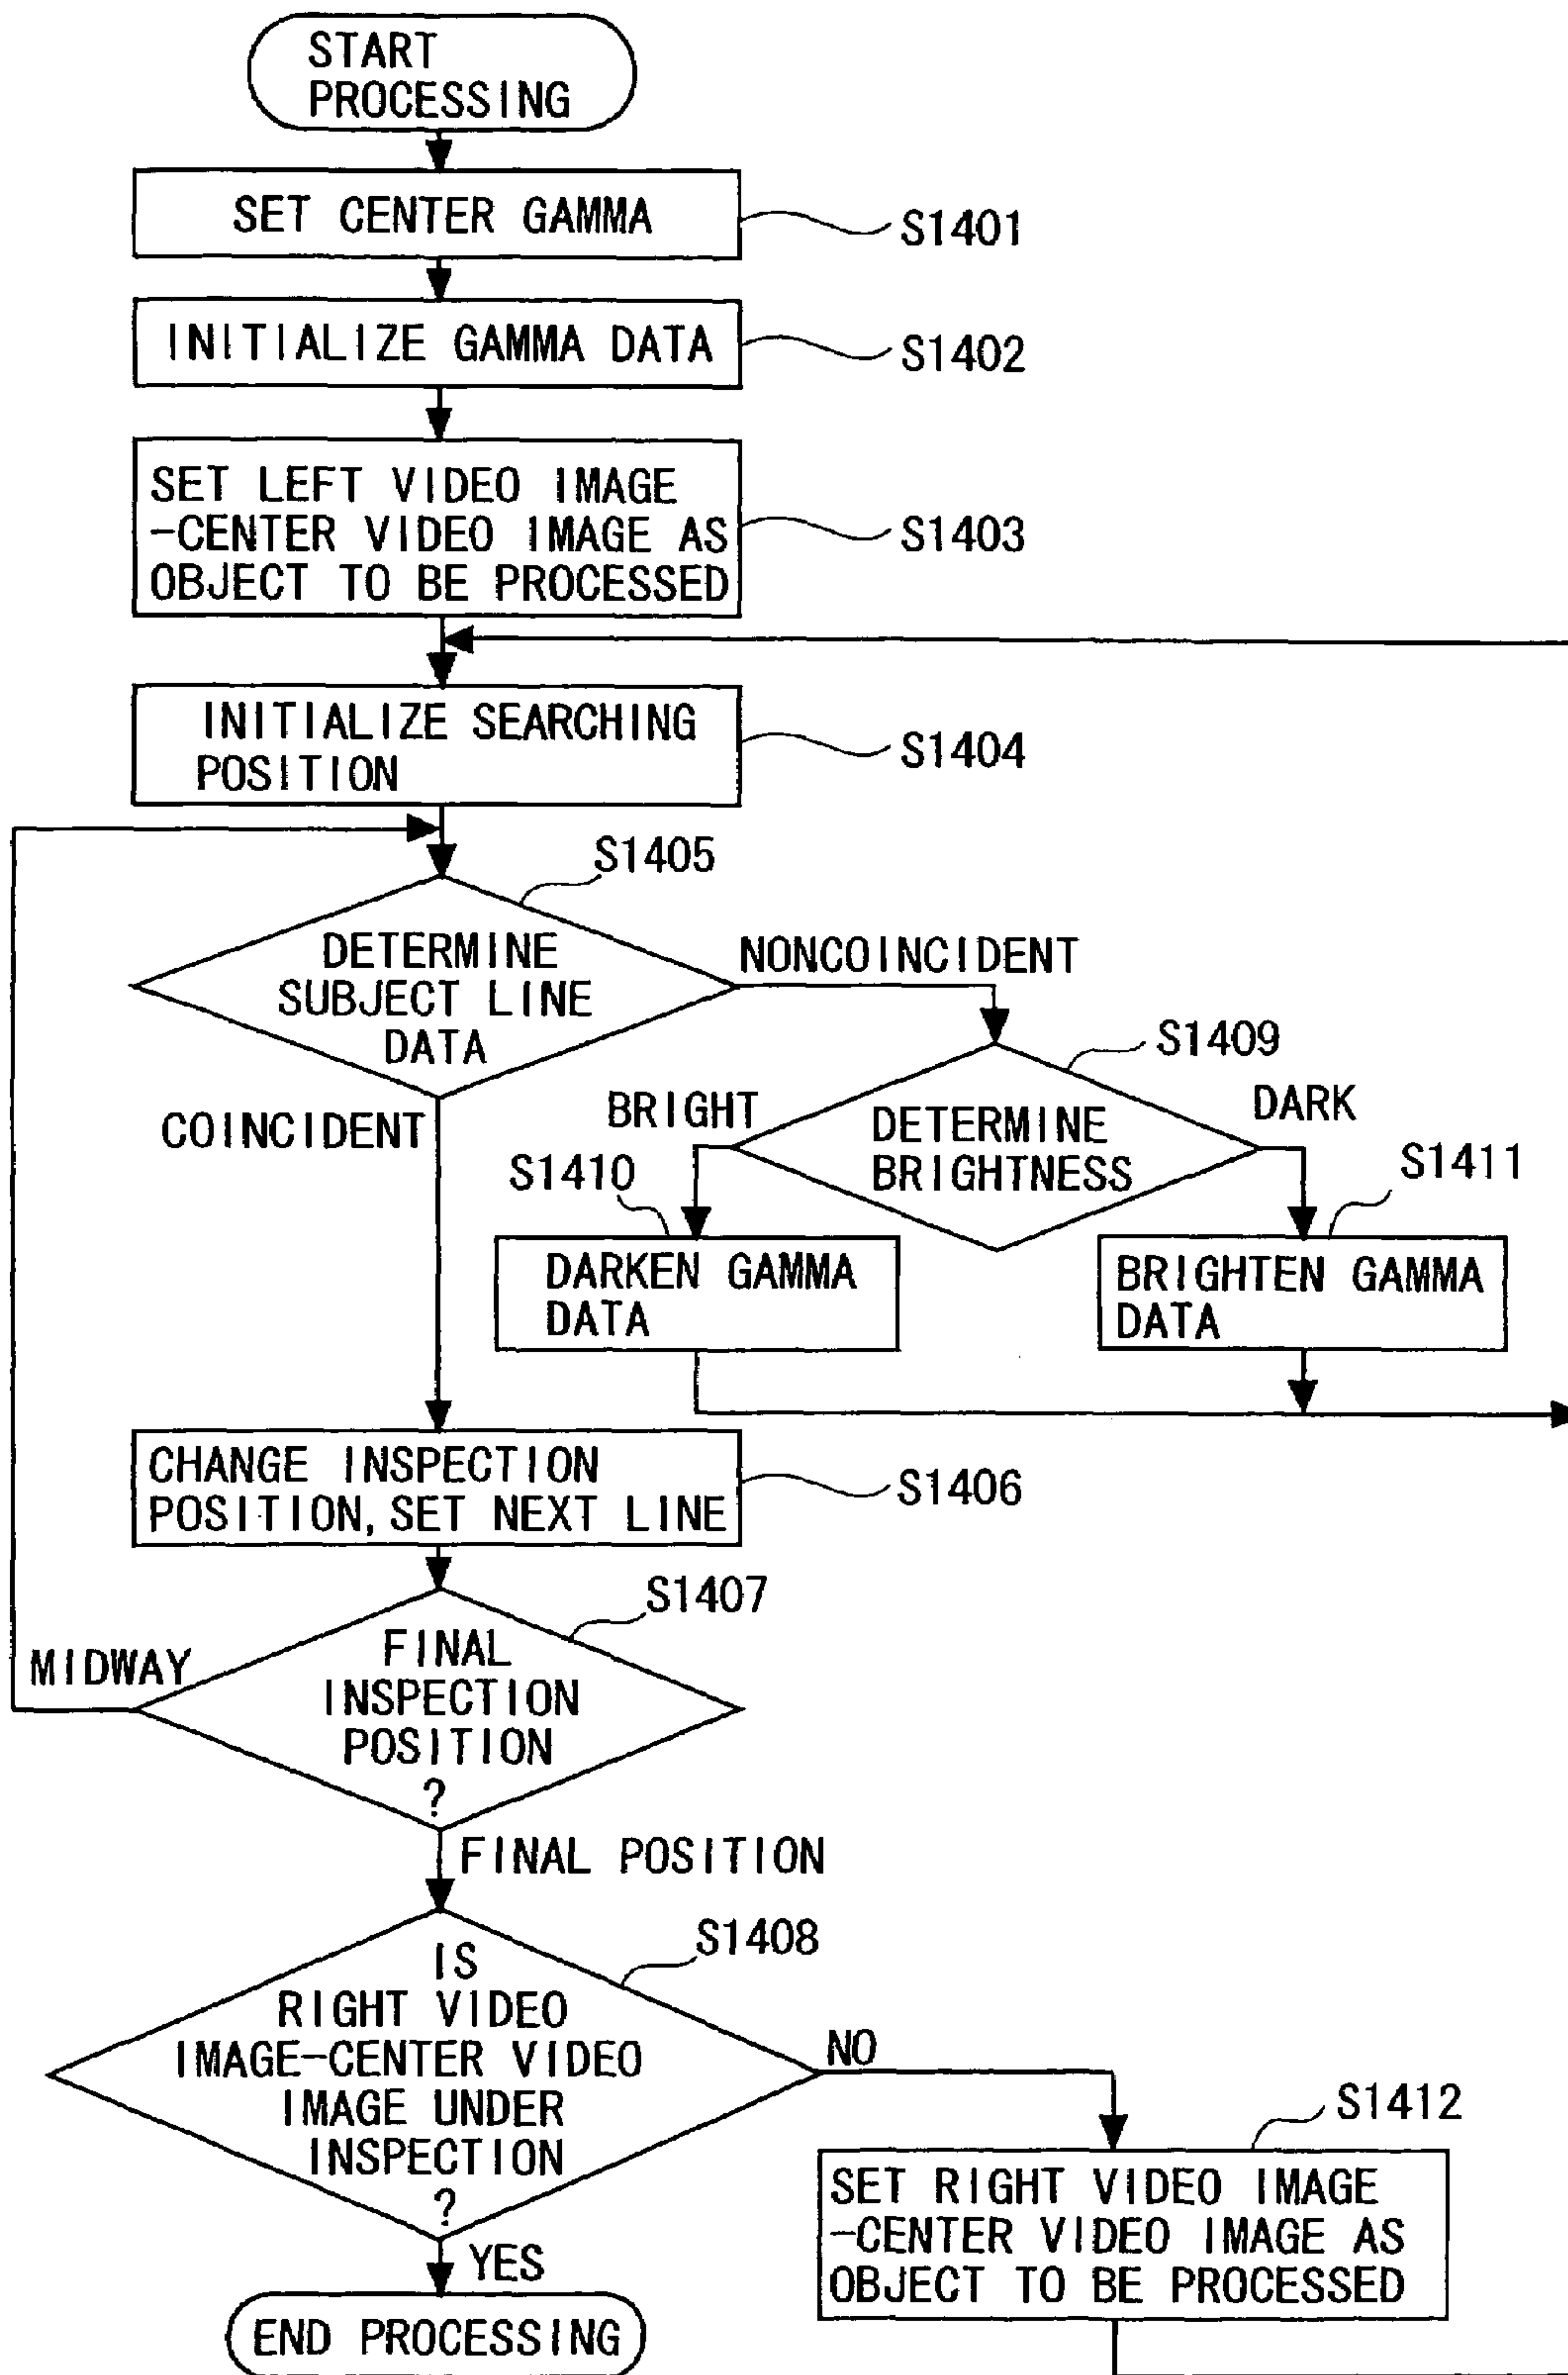 START
PROCESSING
SET CENTER GAMMA
S1401
INITIALIZE GAMMA DATA
S1402
SET LEFT VIDEO IMAGE
-CENTER VIDEO IMAGE AS
OBJECT TO BE PROCESSED
S1403
INITIALIZE SEARCHING
POSITION
S1404
S1405
DETERMINE
SUBJECT LINE
DATA
NONCOINCIDENT
COINCIDENT
S1409
BRIGHT
DETERMINE
BRIGHTNESS
DARK
S1410
DARKEN GAMMA
DATA
S1411
BRIGHTEN GAMMA
DATA
CHANGE INSPECTION
POSITION, SET NEXT LINE
S1406
S1407
MIDWAY
FINAL
INSPECTION
POSITION
?
FINAL POSITION
S1408
IS
RIGHT VIDEO
IMAGE-CENTER VIDEO
IMAGE UNDER
INSPECTION
?
NO
YES
S1412
SET RIGHT VIDEO IMAGE
-CENTER VIDEO IMAGE AS
OBJECT TO BE PROCESSED
END PROCESSING